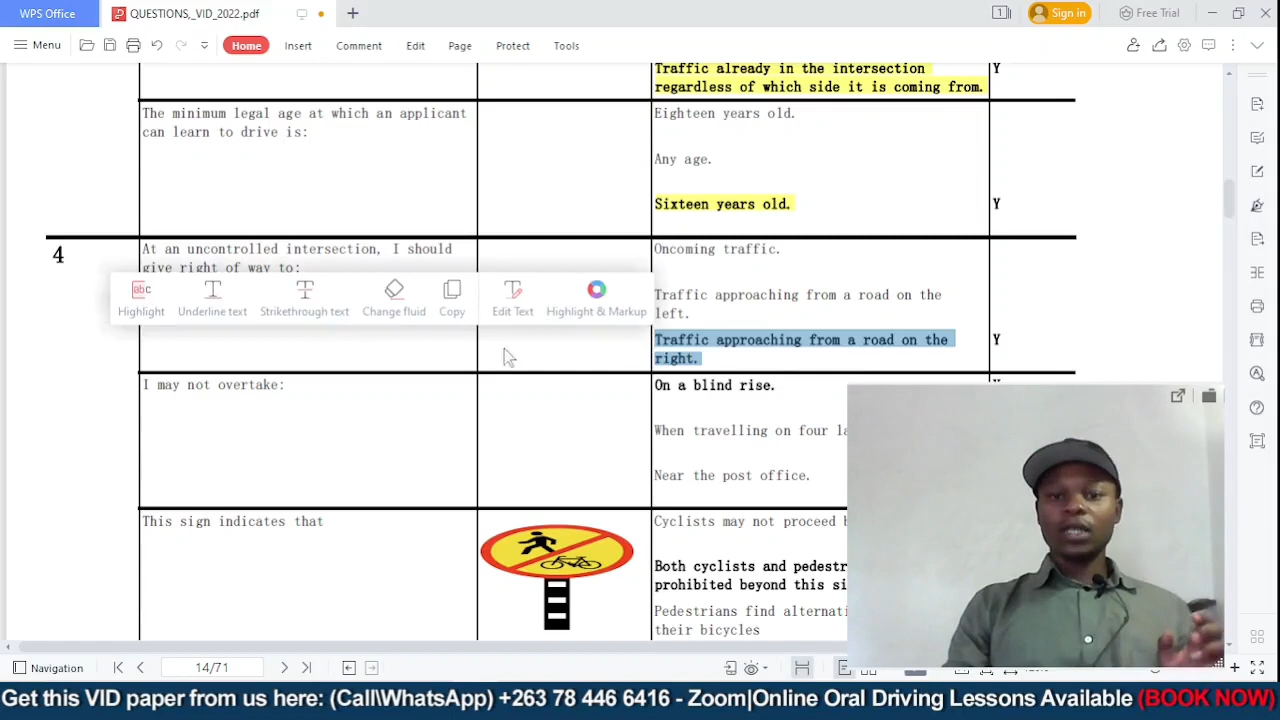 WPS Office
QUESTIONS,_VID_2022.pdf
Sign in
Free Trial
Menu
Home
Insert
Comment
Edit
Page
Protect
Tools
Traffic already in the intersection
regardless of which side it is coming from.
Y
The minimum legal age at which an applicant
can learn to drive is:
Eighteen years old.
Any age.
Sixteen years old.
Y
4
At an uncontrolled intersection, I should
give right of way to:
Oncoming traffic.
Traffic approaching from a road on the
left.
Traffic approaching from a road on the
right.
Y
Highlight
Underline text
Strikethrough text
Change fluid
Copy
Edit Text
Highlight & Markup
I may not overtake:
On a blind rise.
When travelling on four
Near the post office.
This sign indicates that
Cyclists may not proceed
Both cyclists and
prohibited beyond this
Pedestrians find
their bicycles
Navigation
14/71
Get this VID paper from us here: (Call\WhatsApp) +263 78 446 6416 - Zoom|Online Oral Driving Lessons Available (BOOK NOW)